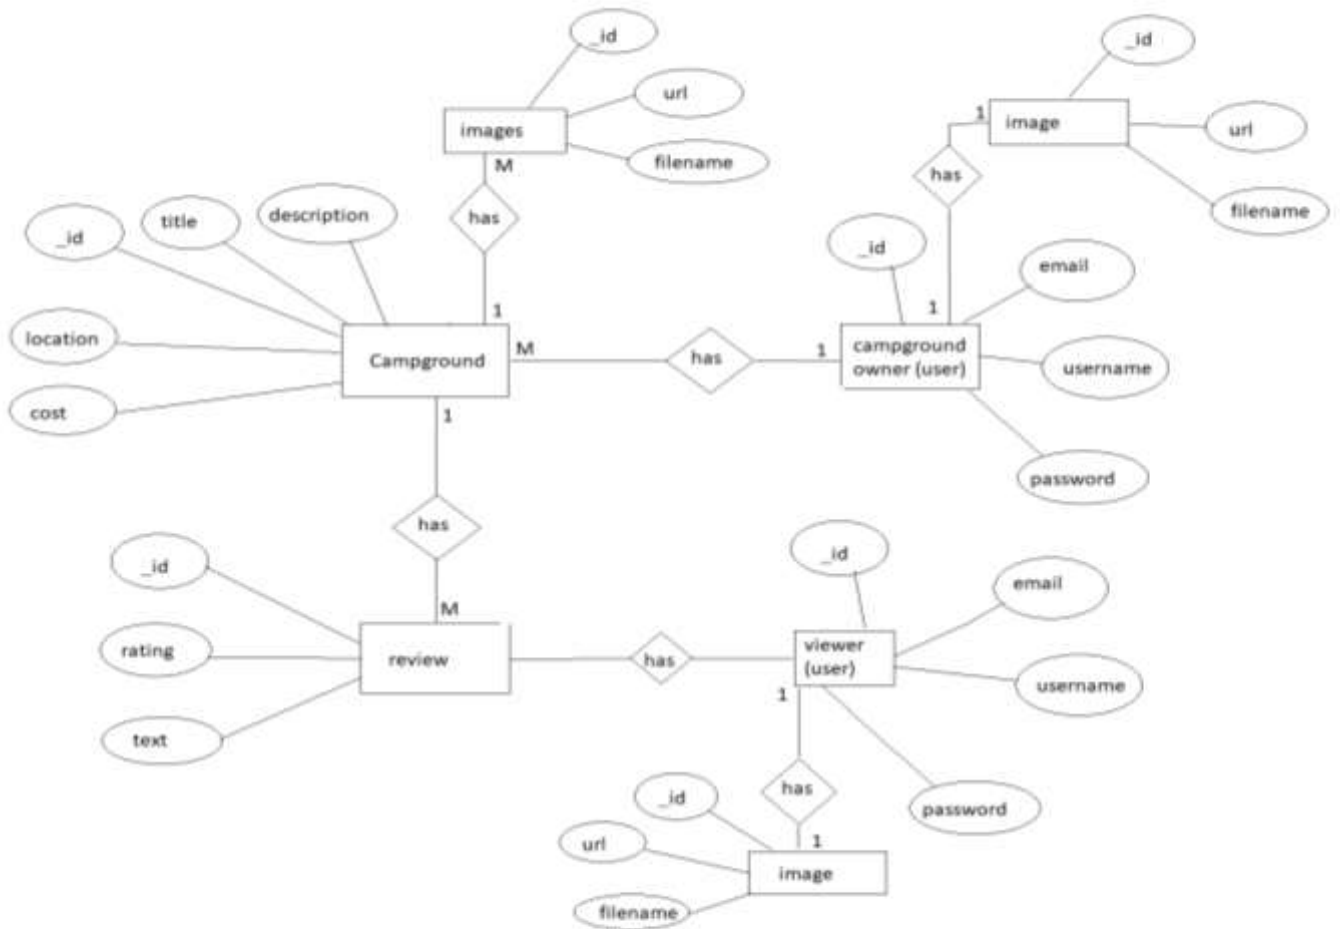 _id
url
images
filename
M
has
1
_id
image
url
filename
1
has
1
_id
title
description
location
cost
Campground
M
has
1
_id
email
campground
owner (user)
username
password
1
has
M
_id
rating
text
review
has
_id
email
viewer
(user)
username
password
1
has
1
_id
url
image
filename